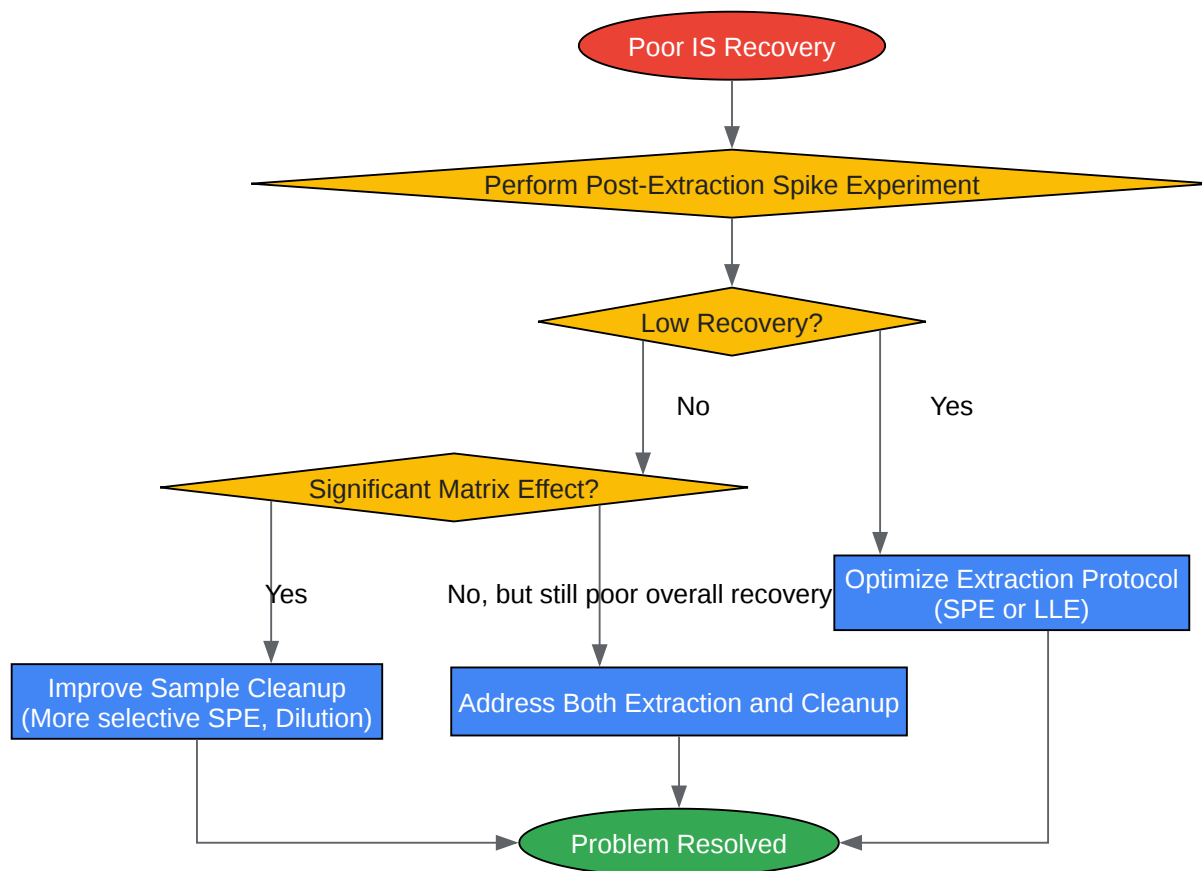 Poor IS Recovery
Perform Post-Extraction Spike Experiment
Low Recovery?
No
Yes
Significant Matrix Effect?
Yes
No, but still poor overall recovery
Optimize Extraction Protocol
(SPE or LLE)
Improve Sample Cleanup
(More selective SPE, Dilution)
Address Both Extraction and Cleanup
Problem Resolved